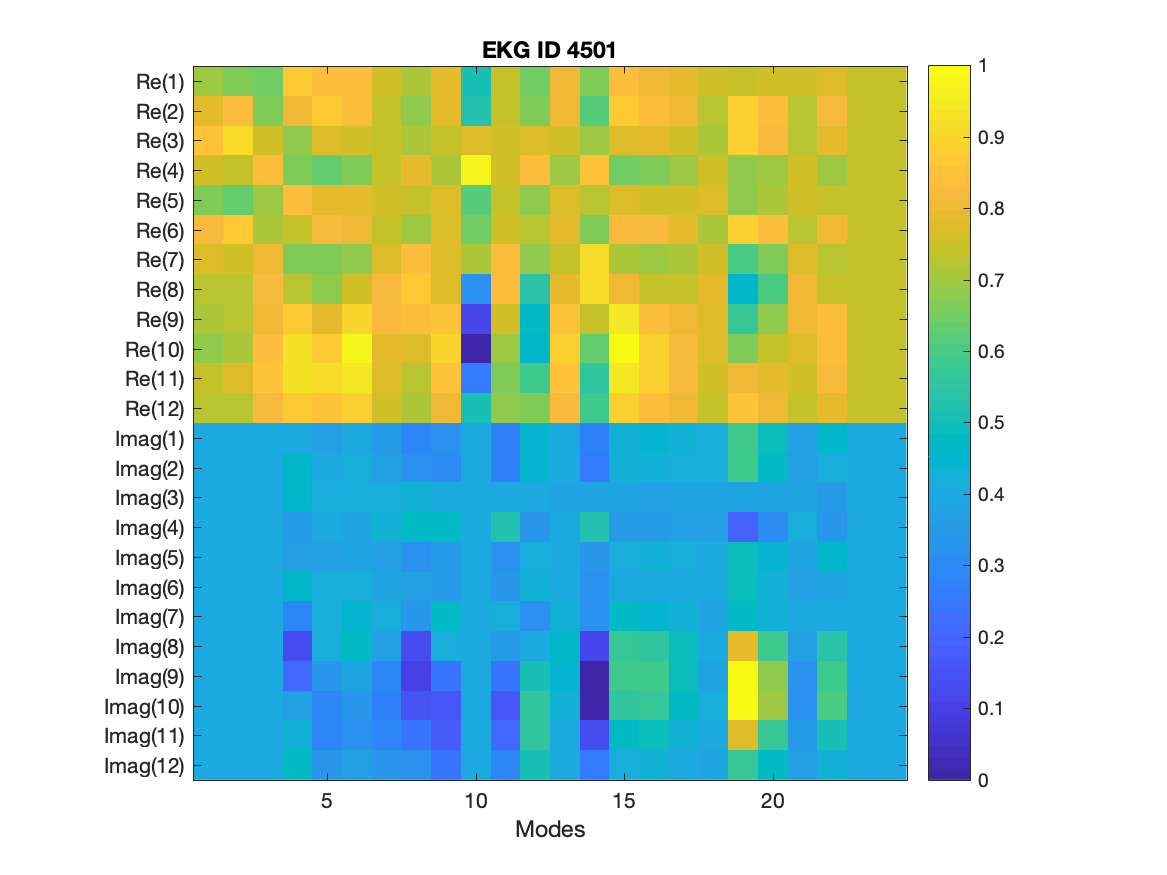 EKG ID 4501
Re(1)
Re(2)
Re(3)
Re(4)
Re(5)
Re(6)
Re(7)
Re(8)
Re(9)
Re(10)
Re(11)
Re(12)
Imag(1)
Imag(2)
Imag(3)
Imag(4)
Imag(5)
Imag(6)
Imag(7)
Imag(8)
Imag(9)
Imag(10)
Imag(11)
Imag(12)
5 10 15 20
Modes
1
0.9
0.8
0.7
0.6
0.5
0.4
0.3
0.2
0.1
0